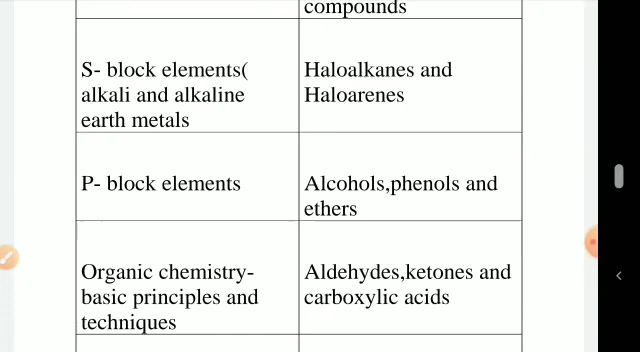 compounds
S- block elements(
alkali and alkaline
earth metals
Haloalkanes and
Haloarenes
P- block elements
Alcohols,phenols and
ethers
Organic chemistry-
basic principles and
techniques
Aldehydes,ketones and
carboxylic acids